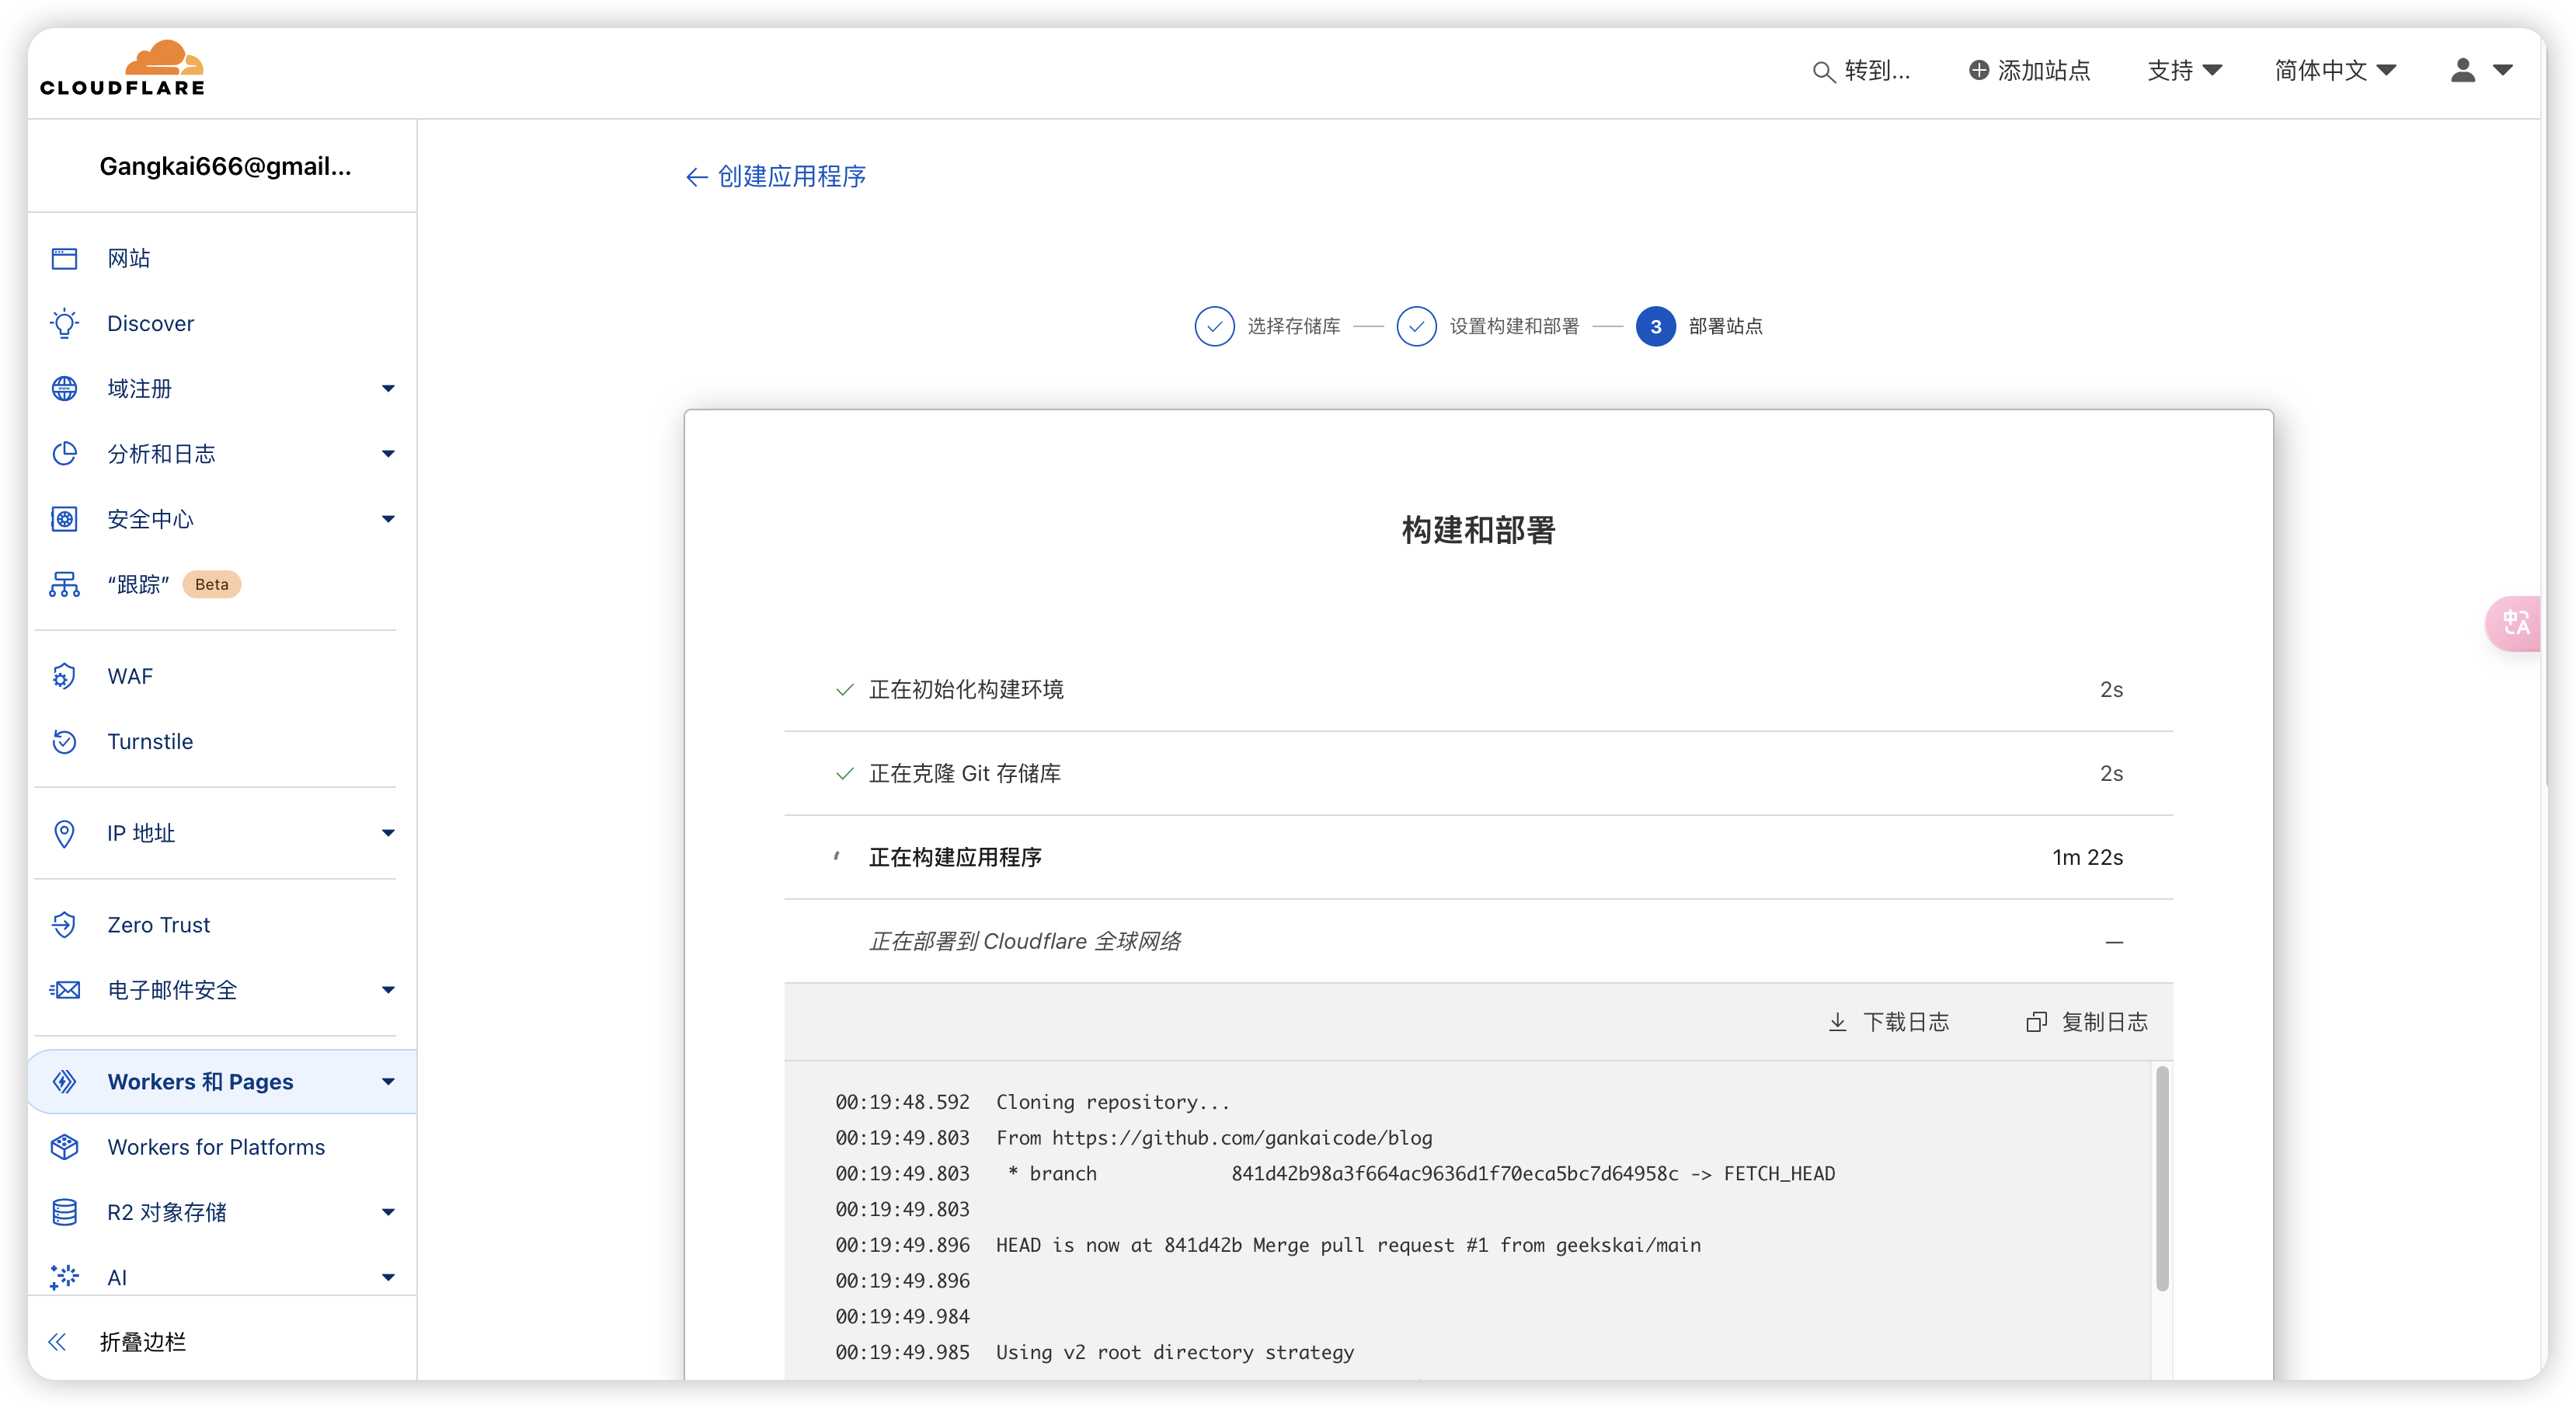 CLOUDFLARE
转到...
添加站点
支持
简体中文
Gangkai666@gmail...
网站
Discover
域注册
分析和日志
安全中心
“跟踪” Beta
WAF
Turnstile
IP 地址
Zero Trust
电子邮件安全
Workers 和 Pages
Workers for Platforms
R2 对象存储
AI
折叠边栏
← 创建应用程序
选择存储库
设置构建和部署
3 部署站点
构建和部署
正在初始化构建环境 2s
正在克隆 Git 存储库 2s
正在构建应用程序 1m 22s
正在部署到 Cloudflare 全球网络 —
下载日志
复制日志
00:19:48.592 Cloning repository...
00:19:49.803 From https://github.com/gankaicode/blog
00:19:49.803 * branch 841d42b98a3f664ac9636d1f70eca5bc7d64958c -> FETCH_HEAD
00:19:49.803
00:19:49.896 HEAD is now at 841d42b Merge pull request #1 from geekskai/main
00:19:49.896
00:19:49.984
00:19:49.985 Using v2 root directory strategy
中A